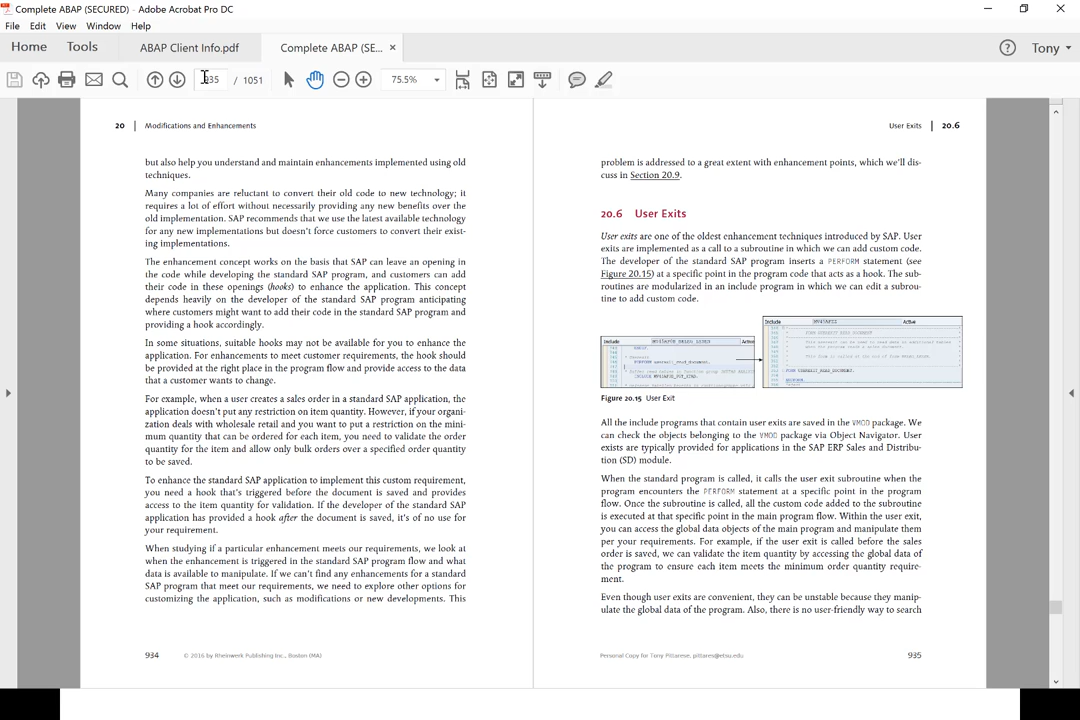 Complete ABAP (SECURED) - Adobe Acrobat Pro DC
File Edit View Window Help
Home Tools ABAP Client Info.pdf Complete ABAP (SE... × Tony
935 / 1051 75.5%
20 | Modifications and Enhancements
but also help you understand and maintain enhancements implemented using old
techniques.
Many companies are reluctant to convert their old code to new technology; it
requires a lot of effort without necessarily providing any new benefits over the
old implementation. SAP recommends that we use the latest available technology
for any new implementations but doesn't force customers to convert their exist-
ing implementations.
The enhancement concept works on the basis that SAP can leave an opening in
the code while developing the standard SAP program, and customers can add
their code in these openings (hooks) to enhance the application. This concept
depends heavily on the developer of the standard SAP program anticipating
where customers might want to add their code in the standard SAP program and
providing a hook accordingly.
In some situations, suitable hooks may not be available for you to enhance the
application. For enhancements to meet customer requirements, the hook should
be provided at the right place in the program flow and provide access to the data
that a customer wants to change.
For example, when a user creates a sales order in a standard SAP application, the
application doesn't put any restriction on item quantity. However, if your organi-
zation deals with wholesale retail and you want to put a restriction on the mini-
mum quantity that can be ordered for each item, you need to validate the order
quantity for the item and allow only bulk orders over a specified order quantity
to be saved.
To enhance the standard SAP application to implement this custom requirement,
you need a hook that's triggered before the document is saved and provides
access to the item quantity for validation. If the developer of the standard SAP
application has provided a hook after the document is saved, it's of no use for
your requirement.
When studying if a particular enhancement meets our requirements, we look at
when the enhancement is triggered in the standard SAP program flow and what
data is available to manipulate. If we can't find any enhancements for a standard
SAP program that meet our requirements, we need to explore other options for
customizing the application, such as modifications or new developments. This
934 © 2016 by Rheinwerk Publishing Inc., Boston (MA)
User Exits | 20.6
problem is addressed to a great extent with enhancement points, which we'll dis-
cuss in Section 20.9.
20.6 User Exits
User exits are one of the oldest enhancement techniques introduced by SAP. User
exits are implemented as a call to a subroutine in which we can add custom code.
The developer of the standard SAP program inserts a PERFORM statement (see
Figure 20.15) at a specific point in the program code that acts as a hook. The sub-
routines are modularized in an include program in which we can edit a subrou-
tine to add custom code.
Include Active
Include Active
Figure 20.15 User Exit
All the include programs that contain user exits are saved in the VMOD package. We
can check the objects belonging to the VMOD package via Object Navigator. User
exits are typically provided for applications in the SAP ERP Sales and Distribu-
tion (SD) module.
When the standard program is called, it calls the user exit subroutine when the
program encounters the PERFORM statement at a specific point in the program
flow. Once the subroutine is called, all the custom code added to the subroutine
is executed at that specific point in the main program flow. Within the user exit,
you can access the global data objects of the main program and manipulate them
per your requirements. For example, if the user exit is called before the sales
order is saved, we can validate the item quantity by accessing the global data of
the program to ensure each item meets the minimum order quantity require-
ment.
Even though user exits are convenient, they can be unstable because they manip-
ulate the global data of the program. Also, there is no user-friendly way to search
Personal Copy for Tony Pittarese, pittares@etsu.edu 935